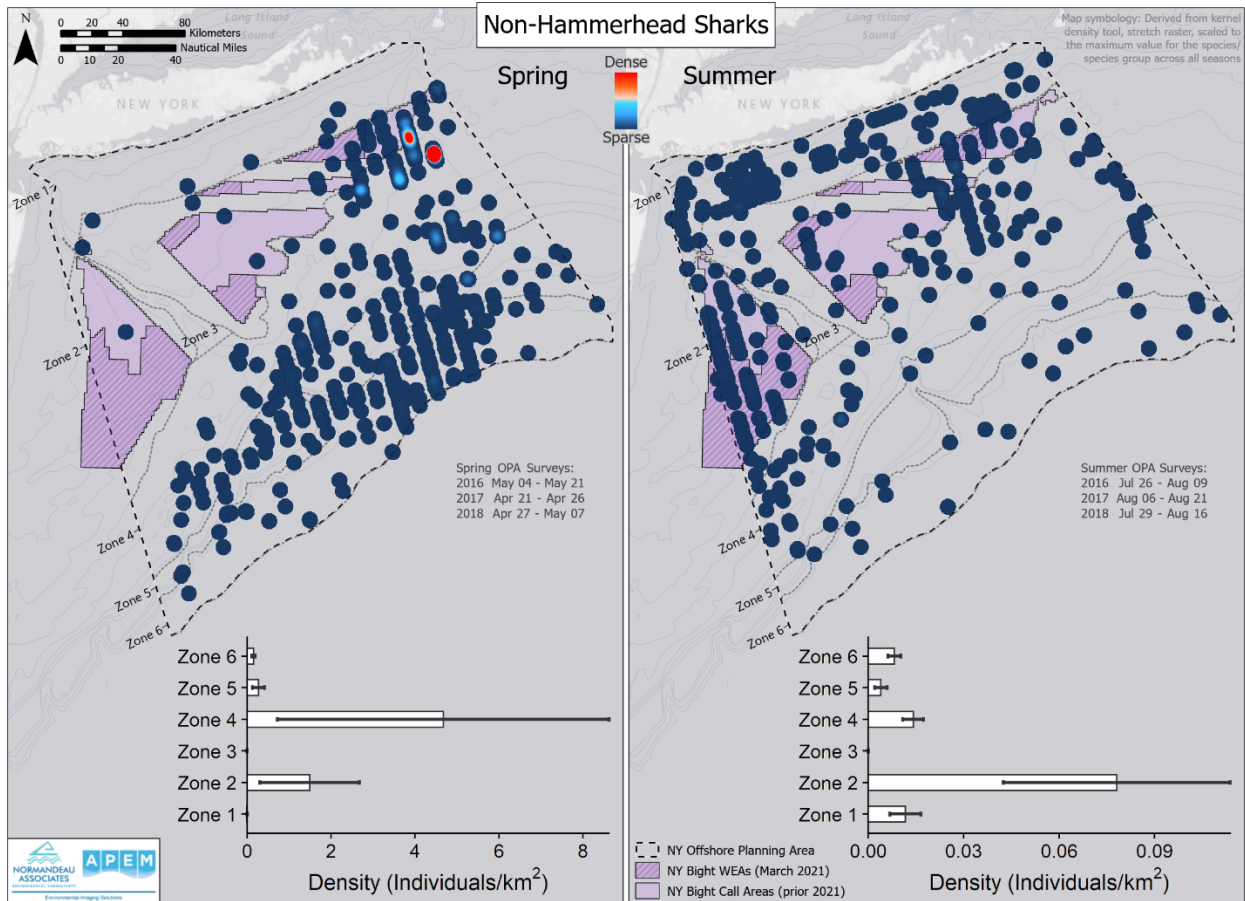 Non-Hammerhead Sharks
N
0 20 40 80
Kilometers
Nautical Miles
0 10 20 40
Long Island
Sound
NEW YORK
Spring
Dense
Sparse
Zone 1
Zone 2
Zone 3
Zone 4
Zone 5
Zone 6
Spring OPA Surveys:
2016 May 04 - May 21
2017 Apr 21 - Apr 26
2018 Apr 27 - May 07
Zone 6
Zone 5
Zone 4
Zone 3
Zone 2
Zone 1
0 2 4 6 8
Density (Individuals/km²)
NORMANDEAU
ASSOCIATES
ENVIRONMENTAL CONSULTANTS
APEM
Environmental Imaging Solutions
Summer
Long Island
Sound
NEW YORK
Map symbology: Derived from kernel
density tool, stretch raster, scaled to
the maximum value for the species/
species group across all seasons
Zone 1
Zone 2
Zone 3
Zone 4
Zone 5
Zone 6
Summer OPA Surveys:
2016 Jul 26 - Aug 09
2017 Aug 06 - Aug 21
2018 Jul 29 - Aug 16
Zone 6
Zone 5
Zone 4
Zone 3
Zone 2
Zone 1
0.00 0.03 0.06 0.09
Density (Individuals/km²)
NY Offshore Planning Area
NY Bight WEAs (March 2021)
NY Bight Call Areas (prior 2021)